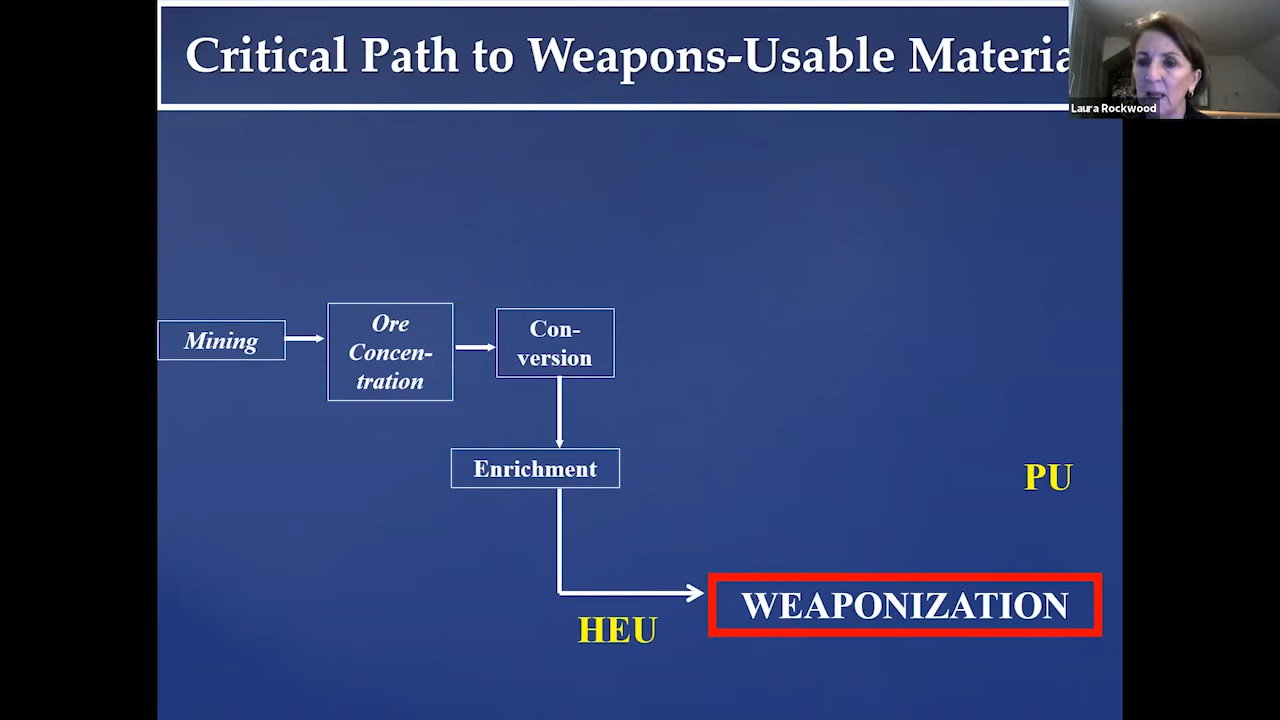 Critical Path to Weapons-Usable Materia
Laura Rockwood
Mining
Ore
Concen-
tration
Con-
version
Enrichment
PU
HEU
WEAPONIZATION